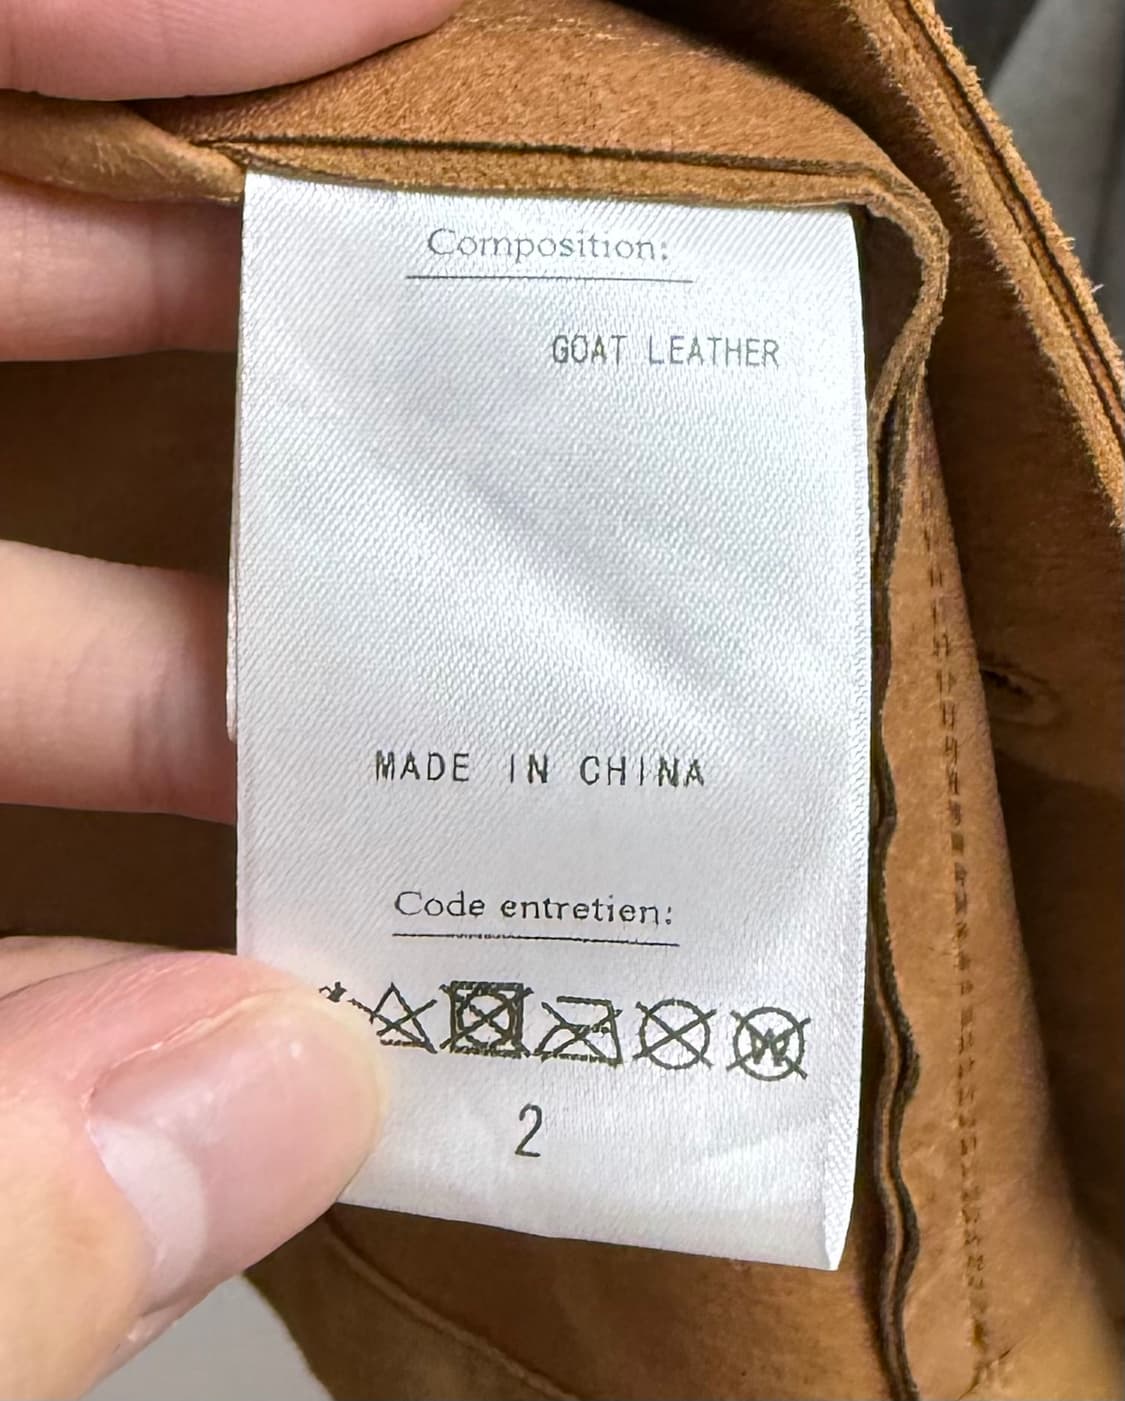 Composition:
GOAT LEATHER
MADE IN CHINA
Code entretien:
W
2